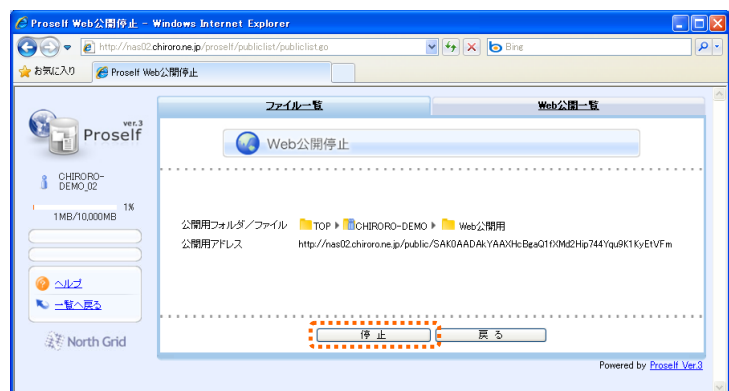 Proself Web公開停止 - Windows Internet Explorer
http://nas02.chiroro.ne.jp/proself/publiclist/publiclist.go
Bing
お気に入り
Proself Web公開停止
ファイル一覧
Web公開一覧
ver.3
Proself
Web公開停止
CHIRORO-
DEMO_02
1%
1MB/10,000MB
公開用フォルダ/ファイル TOP CHIRORO-DEMO Web公開用
公開用アドレス http://nas02.chiroro.ne.jp/public/SAK0AADAkYAAXHcBgaQ1fXMd2Hip744Yqu9K1KyEtVFm
ヘルプ
一覧へ戻る
停 止
戻 る
North Grid
Powered by Proself Ver.3